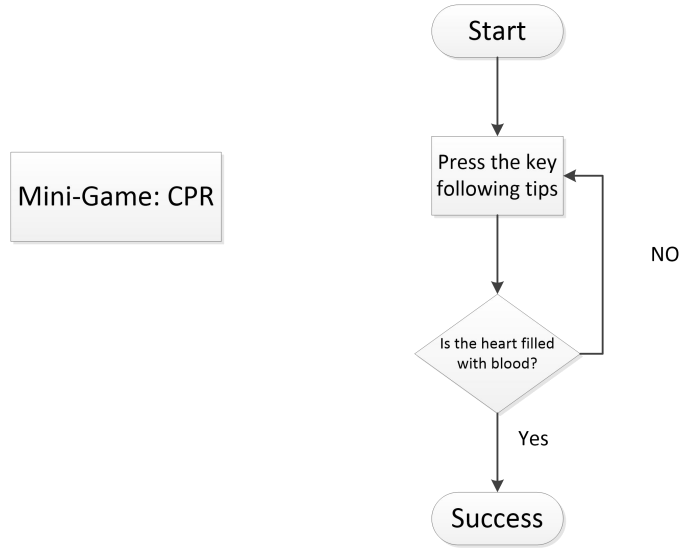 Start
Press the key
following tips
Mini-Game: CPR
NO
Is the heart filled
with blood?
Yes
Success